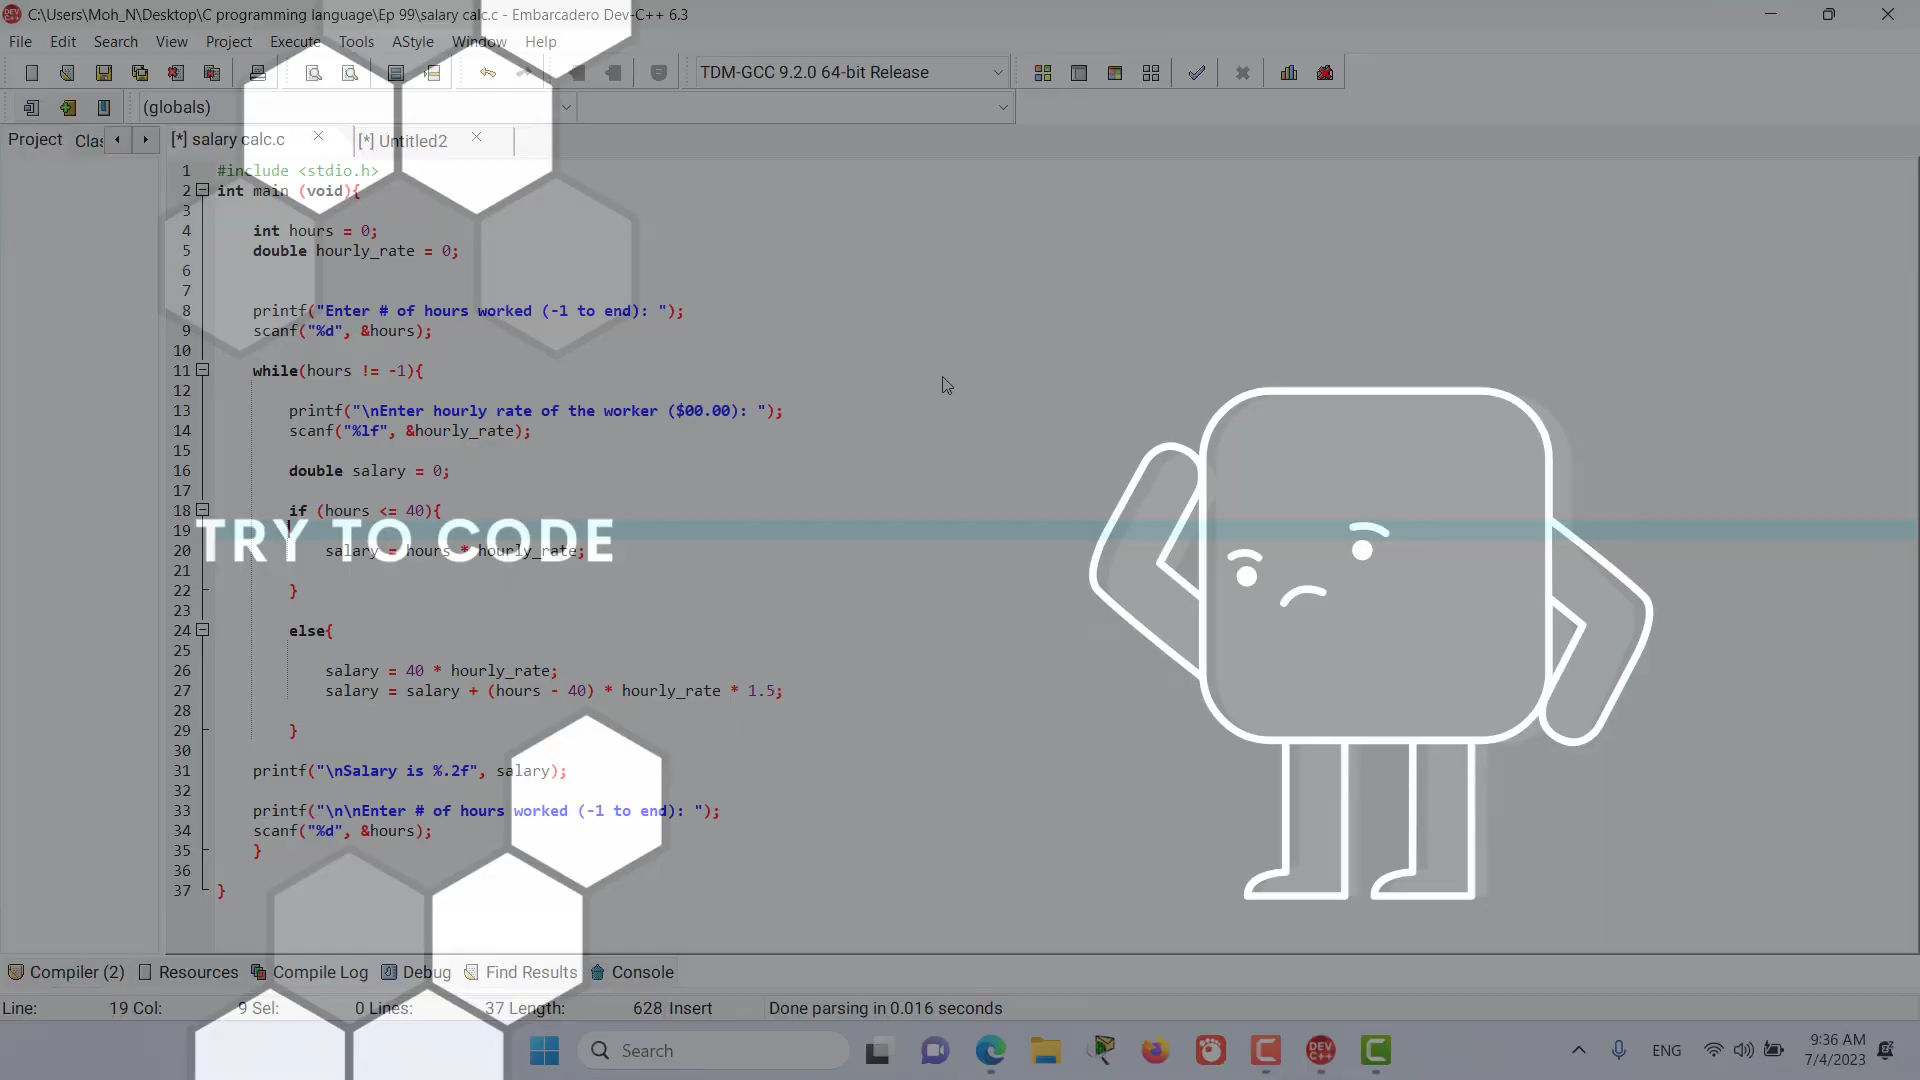 C:\Users\Moh_N\Desktop\C programming language\Ep 99\salary calc.c - Embarcadero Dev-C++ 6.3
File Edit Search View Project Execute Tools AStyle Window Help
TDM-GCC 9.2.0 64-bit Release
(globals)
Project Clas [*] salary calc.c [*] Untitled2
1 #include <stdio.h>
2 int main (void){
3
4 int hours = 0;
5 double hourly_rate = 0;
6
7
8 printf("Enter # of hours worked (-1 to end): ");
9 scanf("%d", &hours);
10
11 while(hours != -1){
12
13 printf("\nEnter hourly rate of the worker ($00.00): ");
14 scanf("%lf", &hourly_rate);
15
16 double salary = 0;
17
18 if (hours <= 40){
19
TRY TO CODE
20 salary = hours * hourly_rate;
21
22 }
23
24 else{
25
26 salary = 40 * hourly_rate;
27 salary = salary + (hours - 40) * hourly_rate * 1.5;
28
29 }
30
31 printf("\nSalary is %.2f", salary);
32
33 printf("\n\nEnter # of hours worked (-1 to end): ");
34 scanf("%d", &hours);
35 }
36
37 }
Compiler (2) Resources Compile Log Debug Find Results Console
Line: 19 Col: 9 Sel: 0 Lines: 37 Length: 628 Insert Done parsing in 0.016 seconds
Search
DEV C++
ENG
9:36 AM
7/4/2023